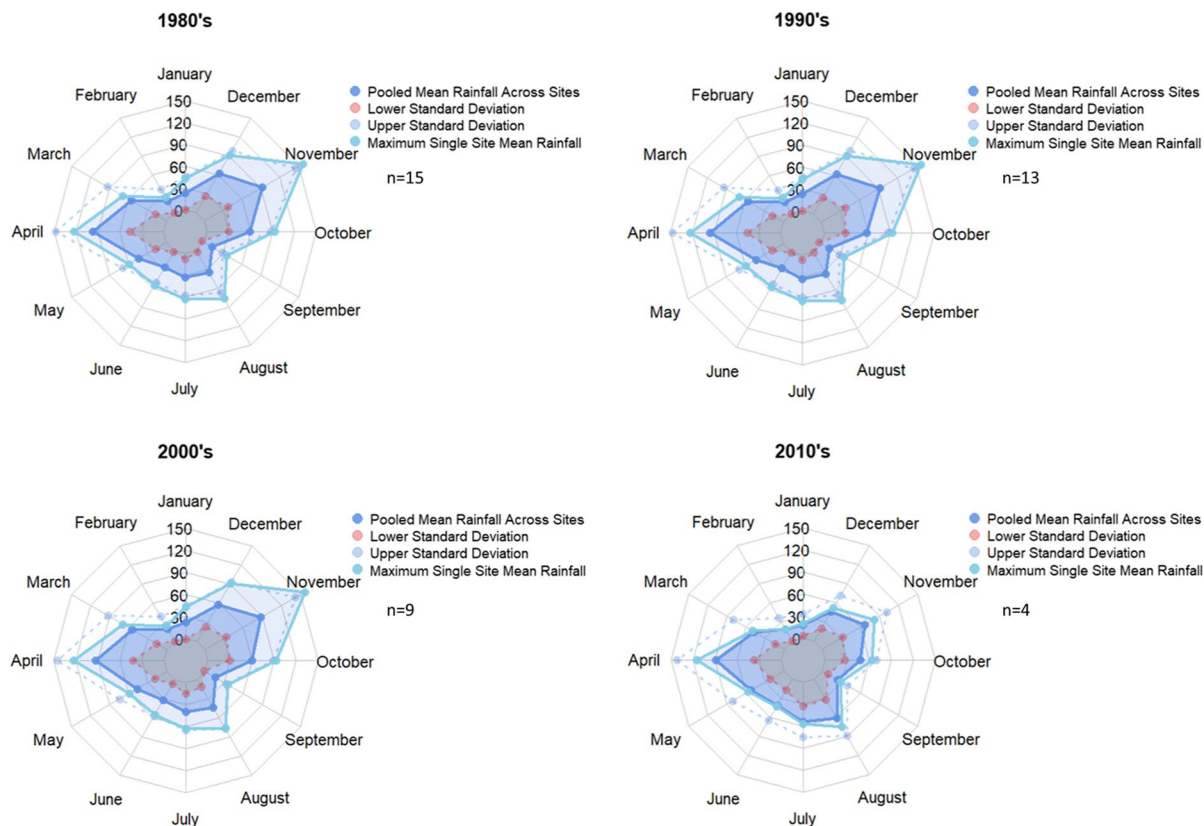 1980's
January
February
December
March
November
April
October
May
September
June
August
July
150
120
90
60
30
0
Pooled Mean Rainfall Across Sites
Lower Standard Deviation
Upper Standard Deviation
Maximum Single Site Mean Rainfall
n=15
1990's
January
February
December
March
November
April
October
May
September
June
August
July
150
120
90
60
30
0
Pooled Mean Rainfall Across Sites
Lower Standard Deviation
Upper Standard Deviation
Maximum Single Site Mean Rainfall
n=13
2000's
January
February
December
March
November
April
October
May
September
June
August
July
150
120
90
60
30
0
Pooled Mean Rainfall Across Sites
Lower Standard Deviation
Upper Standard Deviation
Maximum Single Site Mean Rainfall
n=9
2010's
January
February
December
March
November
April
October
May
September
June
August
July
150
120
90
60
30
0
Pooled Mean Rainfall Across Sites
Lower Standard Deviation
Upper Standard Deviation
Maximum Single Site Mean Rainfall
n=4